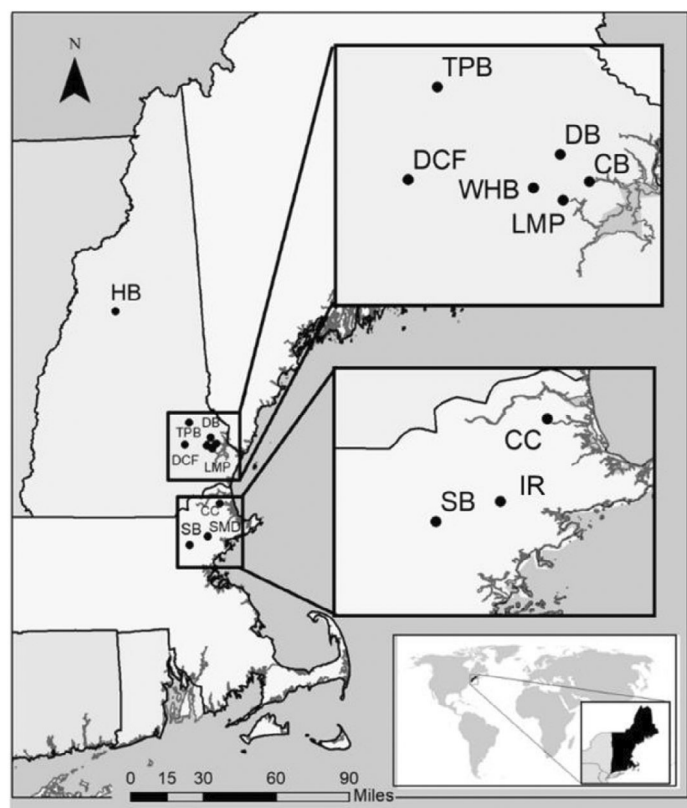 N
TPB
DB
DCF
CB
WHB
LMP
HB
DB
TPB
DCF
LMP
CC
IR
SB
CC
SMD
SB
0 15 30 60 90
Miles